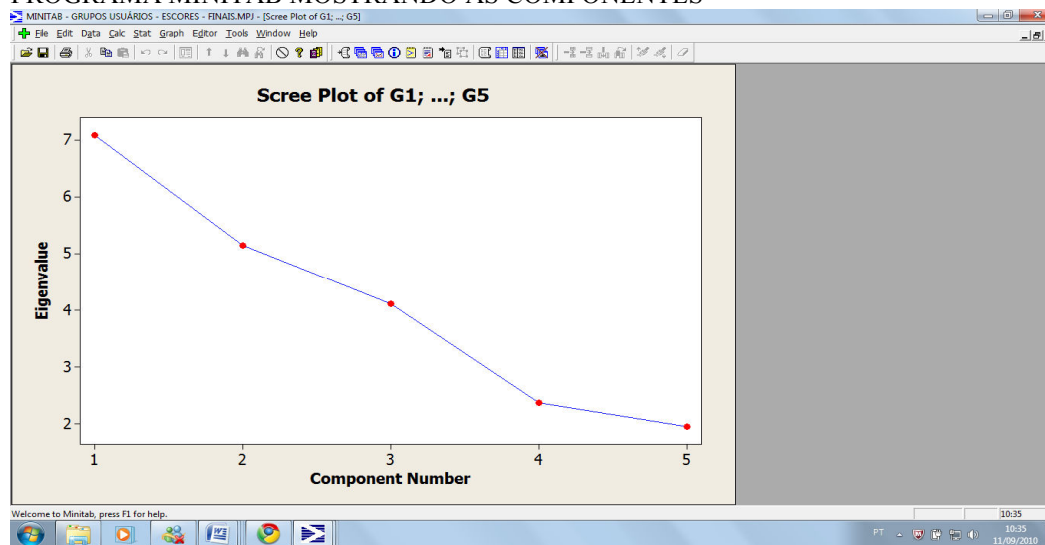 PROGRAMA MINITAD MOSTRANDO AS COMPONENTES
MINITAB - GRUPOS USUÁRIOS - ESCORES - FINAIS.MPJ - [Scree Plot of G1; ...; G5]
File Edit Data Calc Stat Graph Editor Tools Window Help
Scree Plot of G1; ...; G5
7
6
5
4
3
2
Eigenvalue
1 2 3 4 5
Component Number
Welcome to Minitab, press F1 for help.
10:35
PT
10:35
11/09/2010